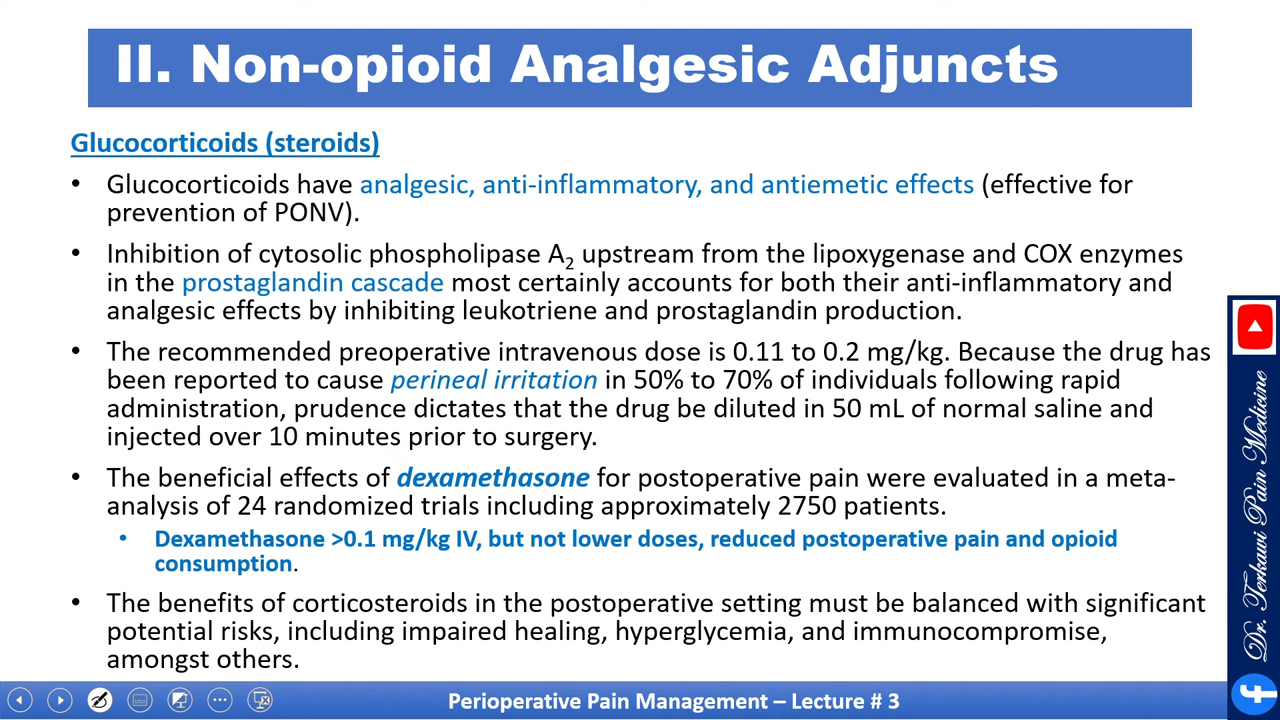 II. Non-opioid Analgesic Adjuncts
Glucocorticoids (steroids)
• Glucocorticoids have analgesic, anti-inflammatory, and antiemetic effects (effective for
prevention of PONV).
• Inhibition of cytosolic phospholipase A₂ upstream from the lipoxygenase and COX enzymes
in the prostaglandin cascade most certainly accounts for both their anti-inflammatory and
analgesic effects by inhibiting leukotriene and prostaglandin production.
• The recommended preoperative intravenous dose is 0.11 to 0.2 mg/kg. Because the drug has
been reported to cause perineal irritation in 50% to 70% of individuals following rapid
administration, prudence dictates that the drug be diluted in 50 mL of normal saline and
injected over 10 minutes prior to surgery.
• The beneficial effects of dexamethasone for postoperative pain were evaluated in a meta-
analysis of 24 randomized trials including approximately 2750 patients.
• Dexamethasone >0.1 mg/kg IV, but not lower doses, reduced postoperative pain and opioid
consumption.
• The benefits of corticosteroids in the postoperative setting must be balanced with significant
potential risks, including impaired healing, hyperglycemia, and immunocompromise,
amongst others.
Perioperative Pain Management – Lecture # 3
Dr. Terkawi Pain Medicine